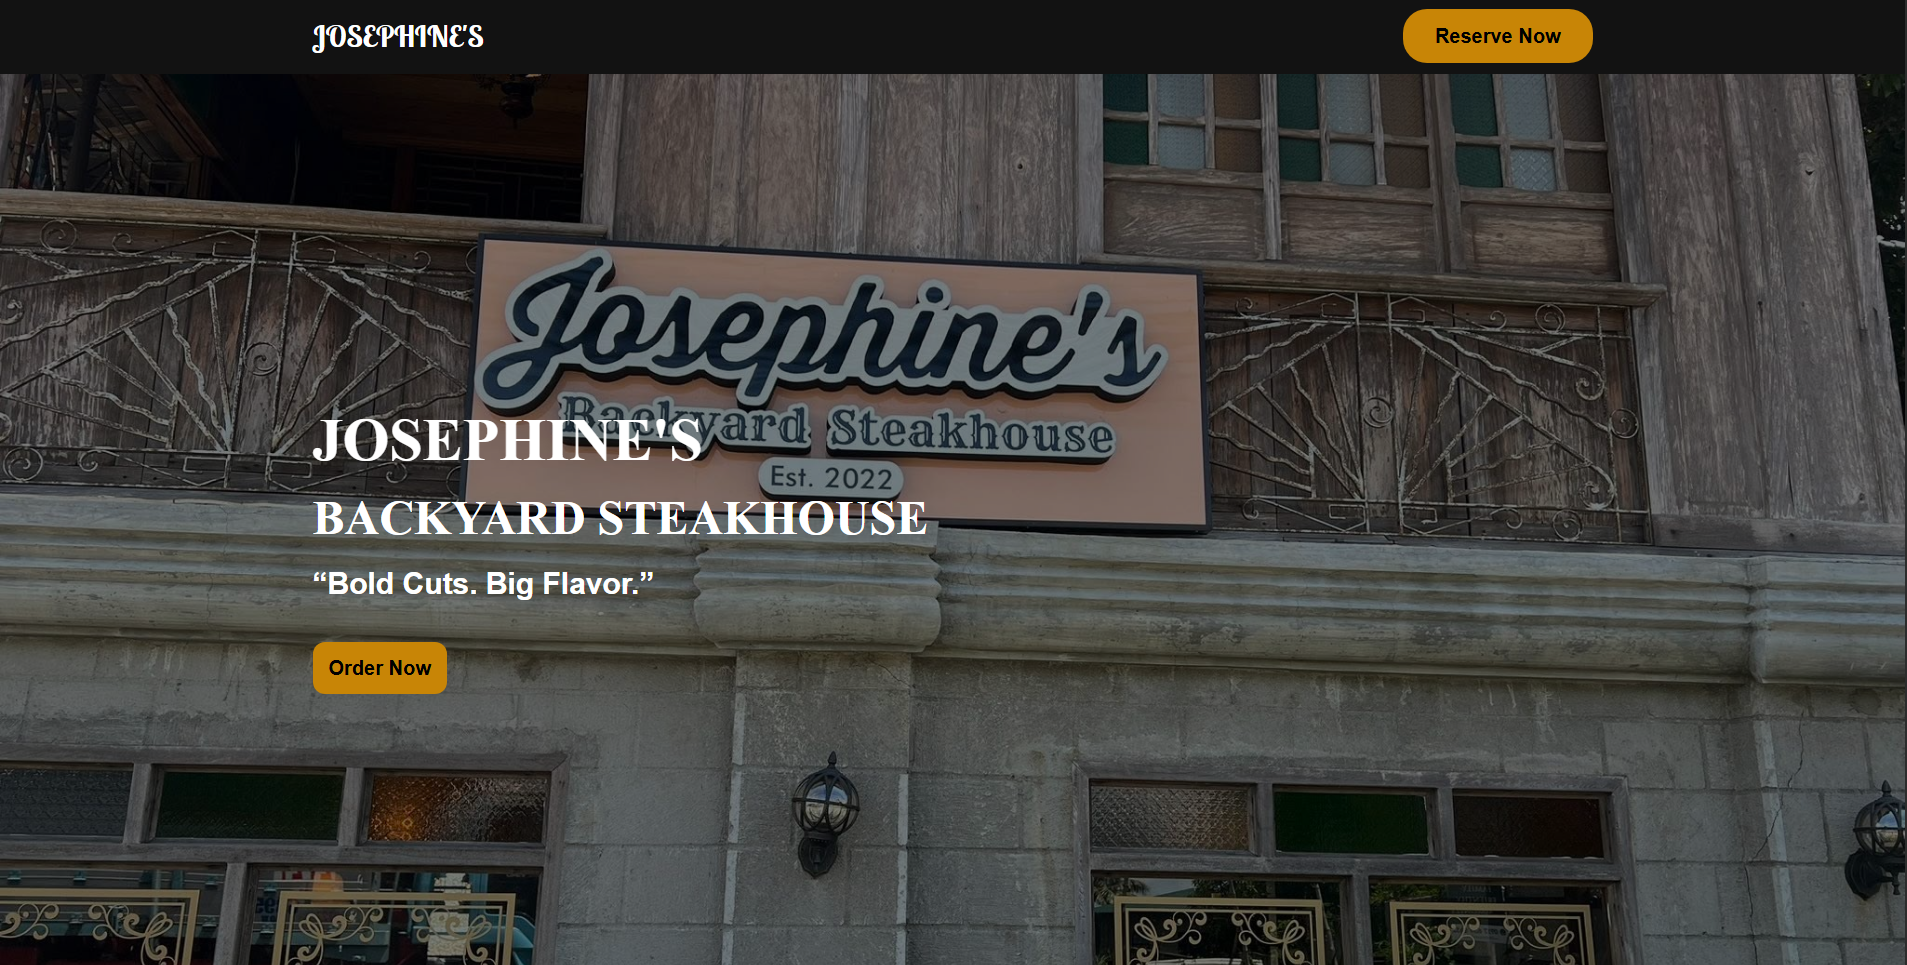 JOSEPHINE'S
Reserve Now
Josephine's
Backyard Steakhouse
Est. 2022
JOSEPHINE'S
BACKYARD STEAKHOUSE
“Bold Cuts. Big Flavor.”
Order Now